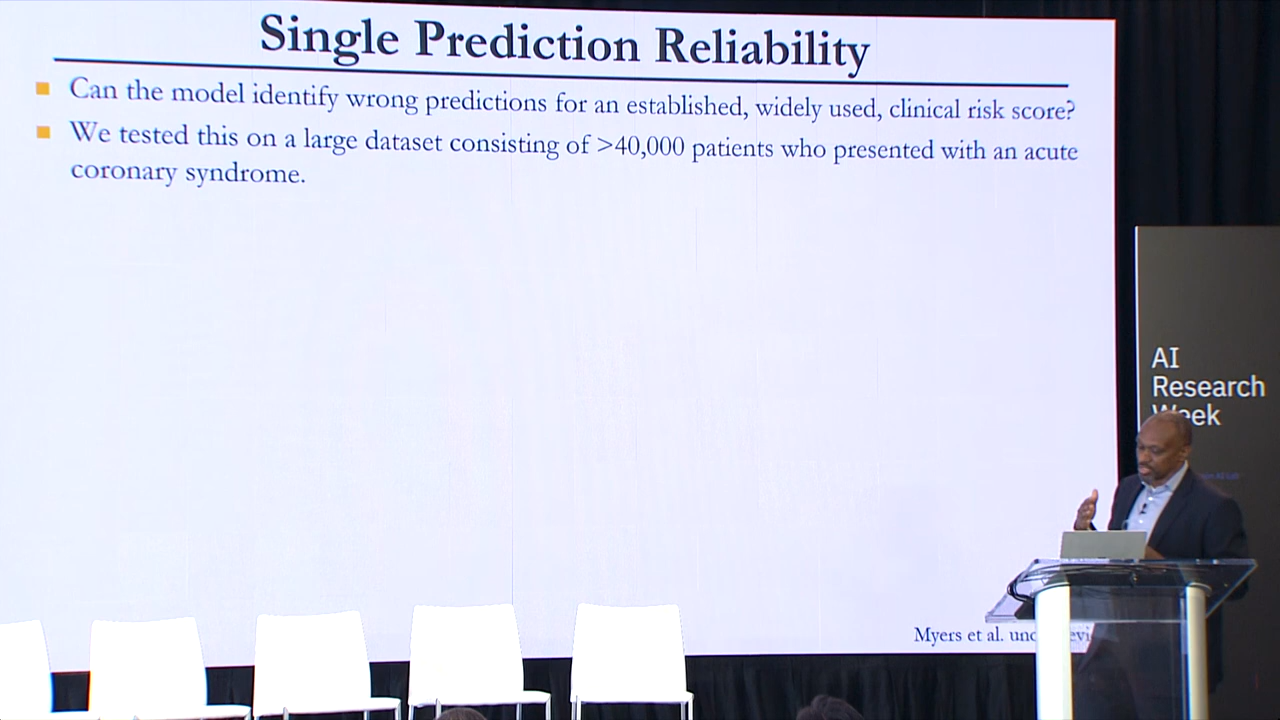 Single Prediction Reliability
Can the model identify wrong predictions for an established, widely used, clinical risk score?
We tested this on a large dataset consisting of >40,000 patients who presented with an acute
coronary syndrome.
AI
Research
Week
Myers et al.